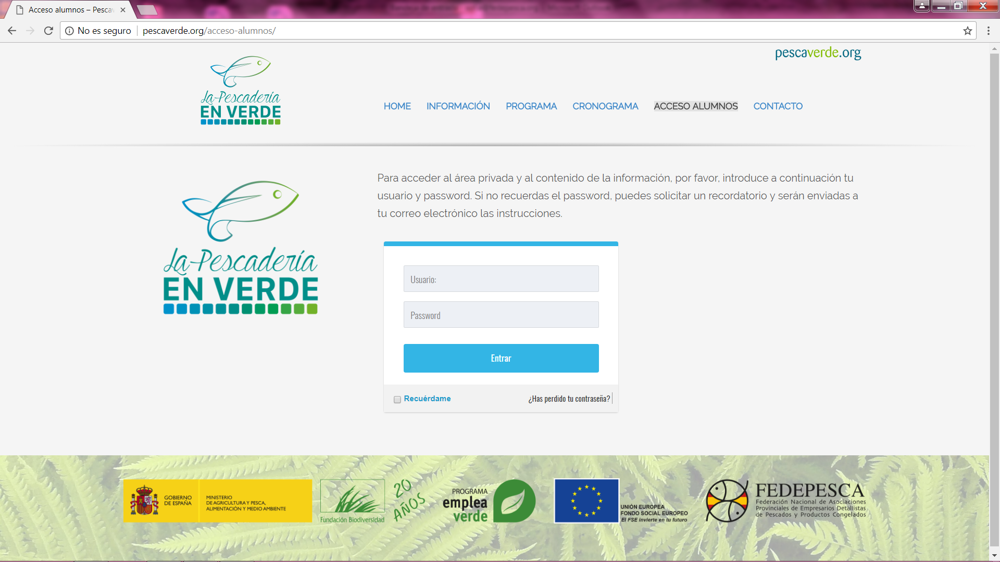 Acceso alumnos – Pesca
No es seguro
pescaverde.org/acceso-alumnos/
pescaverde.org
La-Pescadería
EN VERDE
HOME
INFORMACIÓN
PROGRAMA
CRONOGRAMA
ACCESO ALUMNOS
CONTACTO
La-Pescadería
EN VERDE
Para acceder al área privada y al contenido de la información, por favor, introduce a continuación tu
usuario y password. Si no recuerdas el password, puedes solicitar un recordatorio y serán enviadas a
tu correo electrónico las instrucciones.
Usuario:
Password
Entrar
Recuérdame
¿Has perdido tu contraseña?
GOBIERNO
DE ESPAÑA
MINISTERIO
DE AGRICULTURA Y PESCA,
ALIMENTACIÓN Y MEDIO AMBIENTE
Fundación Biodiversidad
20
AÑOS
PROGRAMA
emplea
verde
UNIÓN EUROPEA
FONDO SOCIAL EUROPEO
El FSE invierte en tu futuro
FEDEPESCA
Federación Nacional de Asociaciones
Provinciales de Empresarios Detallistas
de Pescados y Productos Congelados